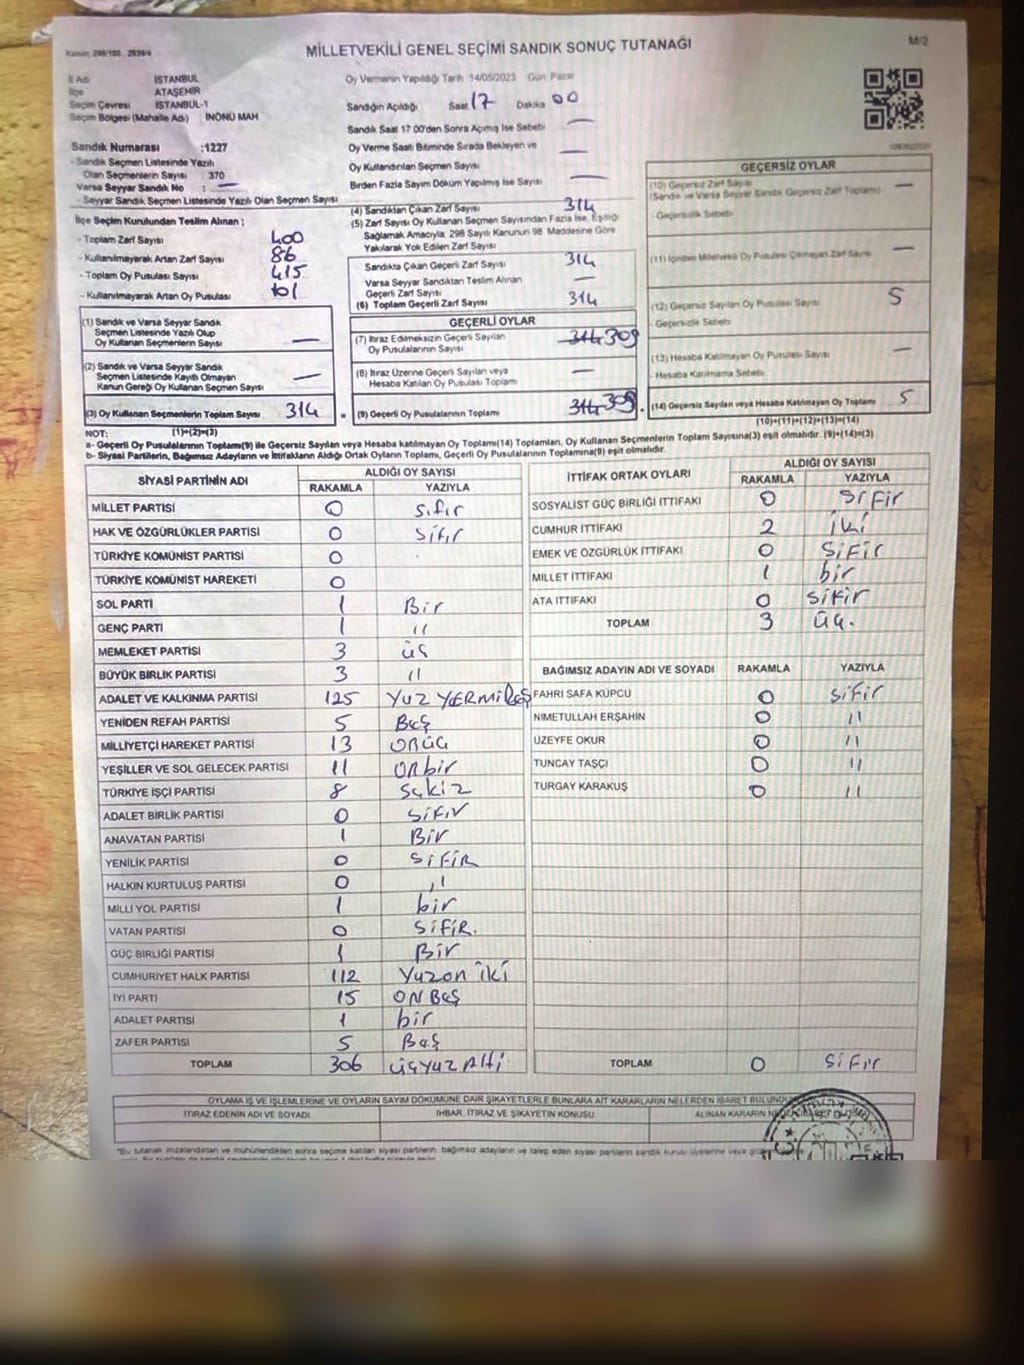 Kanun: 298/100 , 2839/4
MİLLETVEKİLİ GENEL SEÇİMİ SANDIK SONUÇ TUTANAĞI
M/2
İl Adı İSTANBUL
İlçe ATAŞEHİR
Seçim Çevresi İSTANBUL-1
Seçim Bölgesi (Mahalle Adı) İNÖNÜ MAH
Sandık Numarası :1227
- Sandık Seçmen Listesinde Yazılı
Olan Seçmenlerin Sayısı 370
Varsa Seyyar Sandık No : —
- Seyyar Sandık Seçmen Listesinde Yazılı Olan Seçmen Sayısı
İlçe Seçim Kurulundan Teslim Alınan ;
- Toplam Zarf Sayısı 400
- Kullanılmayarak Artan Zarf Sayısı 86
- Toplam Oy Pusulası Sayısı 415
- Kullanılmayarak Artan Oy Pusulası 101
(1) Sandık ve Varsa Seyyar Sandık
Seçmen Listesinde Yazılı Olup
Oy Kullanan Seçmenlerin Sayısı —
(2) Sandık ve Varsa Seyyar Sandık
Seçmen Listesinde Kayıtlı Olmayan
Kanun Gereği Oy Kullanan Seçmen Sayısı —
(3) Oy Kullanan Seçmenlerin Toplam Sayısı 314
(1)+(2)=(3)
Oy Vermenin Yapıldığı Tarih 14/05/2023 Gün Pazar
Sandığın Açıldığı Saat 17 Dakika 00
Sandık Saat 17 00'den Sonra Açımış İse Sebebi —
Oy Verme Saati Bitiminde Sırada Bekleyen ve
Oy Kullandırılan Seçmen Sayısı —
Birden Fazla Sayım Döküm Yapılmış İse Sayısı —
(4) Sandıktan Çıkan Zarf Sayısı 314
(5) Zarf Sayısı Oy Kullanan Seçmen Sayısından Fazla İse, Eşitliği
Sağlamak Amacıyla, 298 Sayılı Kanunun 98. Maddesine Göre
Yakılarak Yok Edilen Zarf Sayısı
Sandıkta Çıkan Geçerli Zarf Sayısı 314
Varsa Seyyar Sandıktan Teslim Alınan
Geçerli Zarf Sayısı —
(6) Toplam Geçerli Zarf Sayısı 314
GEÇERLİ OYLAR
(7) İtiraz Edilmeksizin Geçerli Sayılan
Oy Pusulalarının Sayısı 314 309
(8) İtiraz Üzerine Geçerli Sayılan veya
Hesaba Katılan Oy Pusulası Toplamı —
= (9) Geçerli Oy Pusulalarının Toplamı 314 309 +
GEÇERSİZ OYLAR
(10) Geçersiz Zarf Sayısı
(Sandık ve Varsa Seyyar Sandık Geçersiz Zarf Toplamı) —
- Geçersizlik Sebebi
(11) İçinden Milletvekili Oy Pusulası Çıkmayan Zarf Sayısı —
(12) Geçersiz Sayılan Oy Pusulası Sayısı 5
- Geçersizlik Sebebi
(13) Hesaba Katılmayan Oy Pusulası Sayısı —
- Hesaba Katılmama Sebebi
(14) Geçersiz Sayılan veya Hesaba Katılmayan Oy Toplamı 5
(10)+(11)+(12)+(13)=(14)
NOT:
a- Geçerli Oy Pusulalarının Toplamı(9) ile Geçersiz Sayılan veya Hesaba katılmayan Oy Toplamı(14) Toplamları, Oy Kullanan Seçmenlerin Toplam Sayısına(3) eşit olmalıdır. (9)+(14)=(3)
b- Siyasi Partilerin, Bağımsız Adayların ve İttifakların Aldığı Ortak Oyların Toplamı, Geçerli Oy Pusulalarının Toplamına(9) eşit olmalıdır.
SİYASİ PARTİNİN ADI ALDIĞI OY SAYISI
RAKAMLA YAZIYLA
MİLLET PARTİSİ 0 sıfır
HAK VE ÖZGÜRLÜKLER PARTİSİ 0 sıfır
TÜRKİYE KOMÜNİST PARTİSİ 0
TÜRKİYE KOMÜNİST HAREKETİ 0
SOL PARTİ 1 Bir
GENÇ PARTİ 1 "
MEMLEKET PARTİSİ 3 üç
BÜYÜK BİRLİK PARTİSİ 3 "
ADALET VE KALKINMA PARTİSİ 125 YUZ YERMİBEŞ
YENİDEN REFAH PARTİSİ 5 Beş
MİLLİYETÇİ HAREKET PARTİSİ 13 ONÜÇ
YEŞİLLER VE SOL GELECEK PARTİSİ 11 ONbir
TÜRKİYE İŞÇİ PARTİSİ 8 Sekiz
ADALET BİRLİK PARTİSİ 0 SıFıV
ANAVATAN PARTİSİ 1 Bir
YENİLİK PARTİSİ 0 SıFıR
HALKIN KURTULUŞ PARTİSİ 0 "
MİLLİ YOL PARTİSİ 1 bir
VATAN PARTİSİ 0 SıFıR.
GÜÇ BİRLİĞİ PARTİSİ 1 Bir
CUMHURİYET HALK PARTİSİ 112 Yuzon iki
İYİ PARTİ 15 ON BEŞ
ADALET PARTİSİ 1 bir
ZAFER PARTİSİ 5 Beş
TOPLAM 306 üçyuz Altı
İTTİFAK ORTAK OYLARI ALDIĞI OY SAYISI
RAKAMLA YAZIYLA
SOSYALİST GÜÇ BİRLİĞİ İTTİFAKI 0 SıFır
CUMHUR İTTİFAKI 2 İKİ
EMEK VE ÖZGÜRLÜK İTTİFAKI 0 SıFır
MİLLET İTTİFAKI 1 bir
ATA İTTİFAKI 0 sıfır
TOPLAM 3 üç.
BAĞIMSIZ ADAYIN ADI VE SOYADI RAKAMLA YAZIYLA
FAHRİ SAFA KÜPCÜ 0 sıFır
NİMETULLAH ERŞAHİN 0 "
ÜZEYFE OKUR 0 "
TUNCAY TAŞÇI 0 "
TURGAY KARAKUŞ 0 "
TOPLAM 0 SıFır
OYLAMA İŞ VE İŞLEMLERİNE VE OYLARIN SAYIM DÖKÜMÜNE DAİR ŞİKAYETLERLE BUNLARA AİT KARARLARIN NELERDEN İBARET BULUNDUĞU
İTİRAZ EDENİN ADI VE SOYADI İHBAR, İTİRAZ VE ŞİKAYETİN KONUSU ALINAN KARARIN
*Bu tutanak imzalandıktan ve mühürlendikten sonra seçime katılan siyasi partilerin, bağımsız adayların ve talep eden siyasi partilerin sandık kurulu üyelerine veya